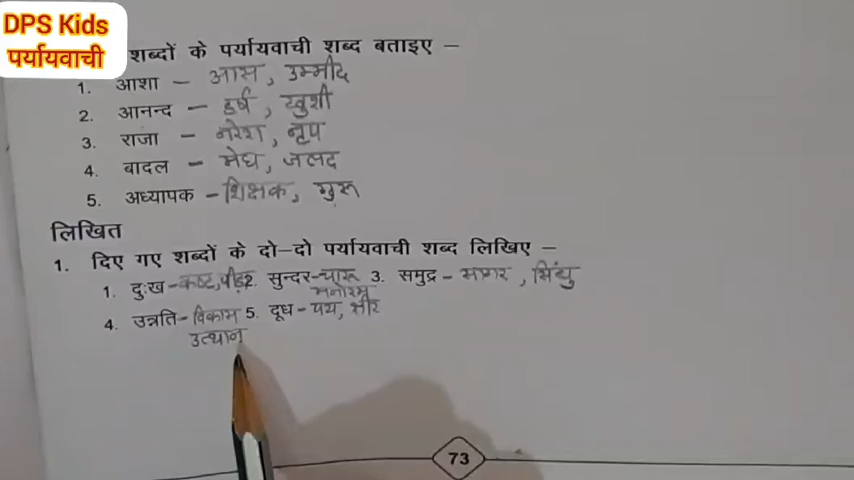 DPS Kids
पर्यायवाची
शब्दों के पर्यायवाची शब्द बताइए –
1. आशा – आस, उम्मीद
2. आनन्द – हर्ष, खुशी
3. राजा – नरेश, नृप
4. बादल – मेघ, जलद
5. अध्यापक – शिक्षक, गुरू
लिखित
1. दिए गए शब्दों के दो-दो पर्यायवाची शब्द लिखिए –
1. दुःख – कष्ट, पीड़ा 2. सुन्दर – चारू 3. समुद्र – सागर, सिंधु
मनोरम
4. उन्नति – विकास 5. दूध – पय, क्षीर
उत्थान
73